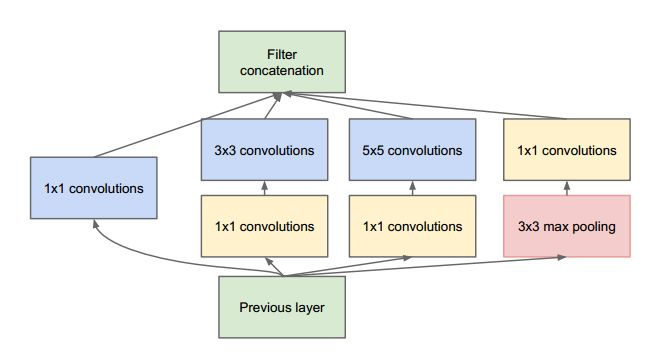 Filter
concatenation
3x3 convolutions
5x5 convolutions
1x1 convolutions
1x1 convolutions
1x1 convolutions
1x1 convolutions
3x3 max pooling
Previous layer